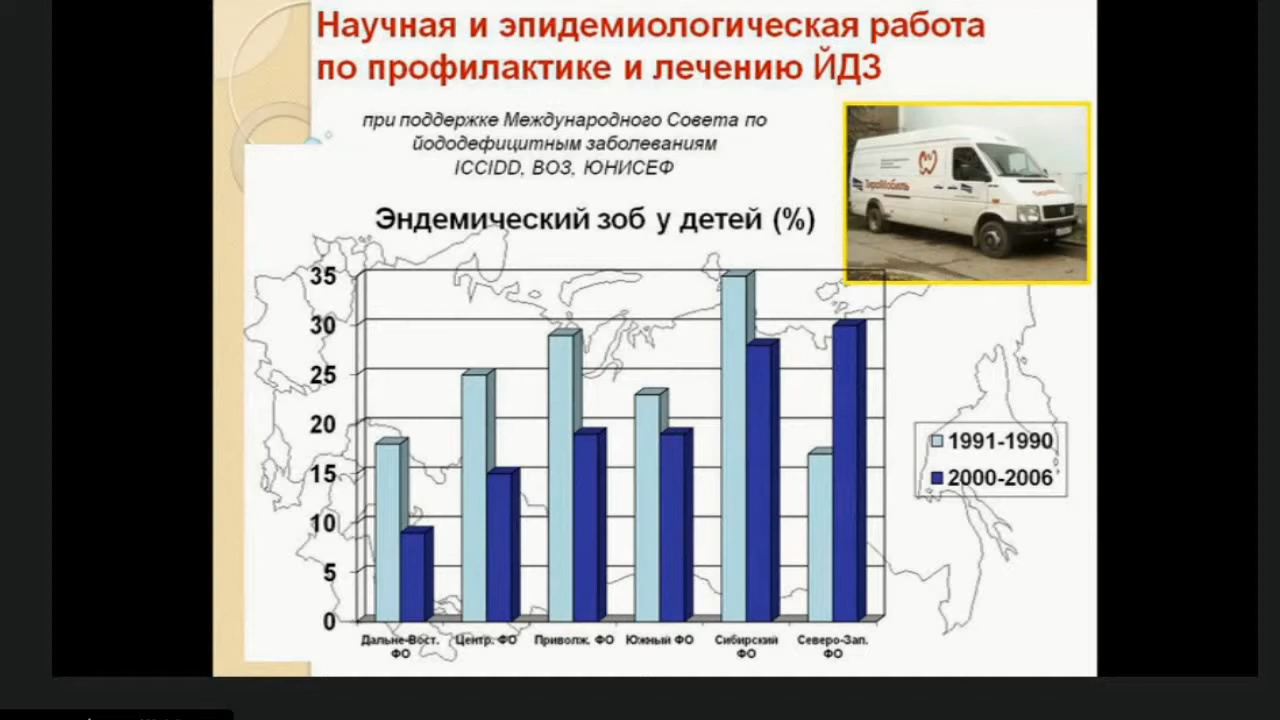 Научная и эпидемиологическая работа
по профилактике и лечению ЙДЗ
при поддержке Международного Совета по
йододефицитным заболеваниям
ICCIDD, ВОЗ, ЮНИСЕФ
ТироМобиль
Эндемический зоб у детей (%)
35
30
25
20
15
10
5
0
Дальне-Вост. ФО
Центр. ФО
Приволж. ФО
Южный ФО
Сибирский ФО
Северо-Зап. ФО
1991-1990
2000-2006